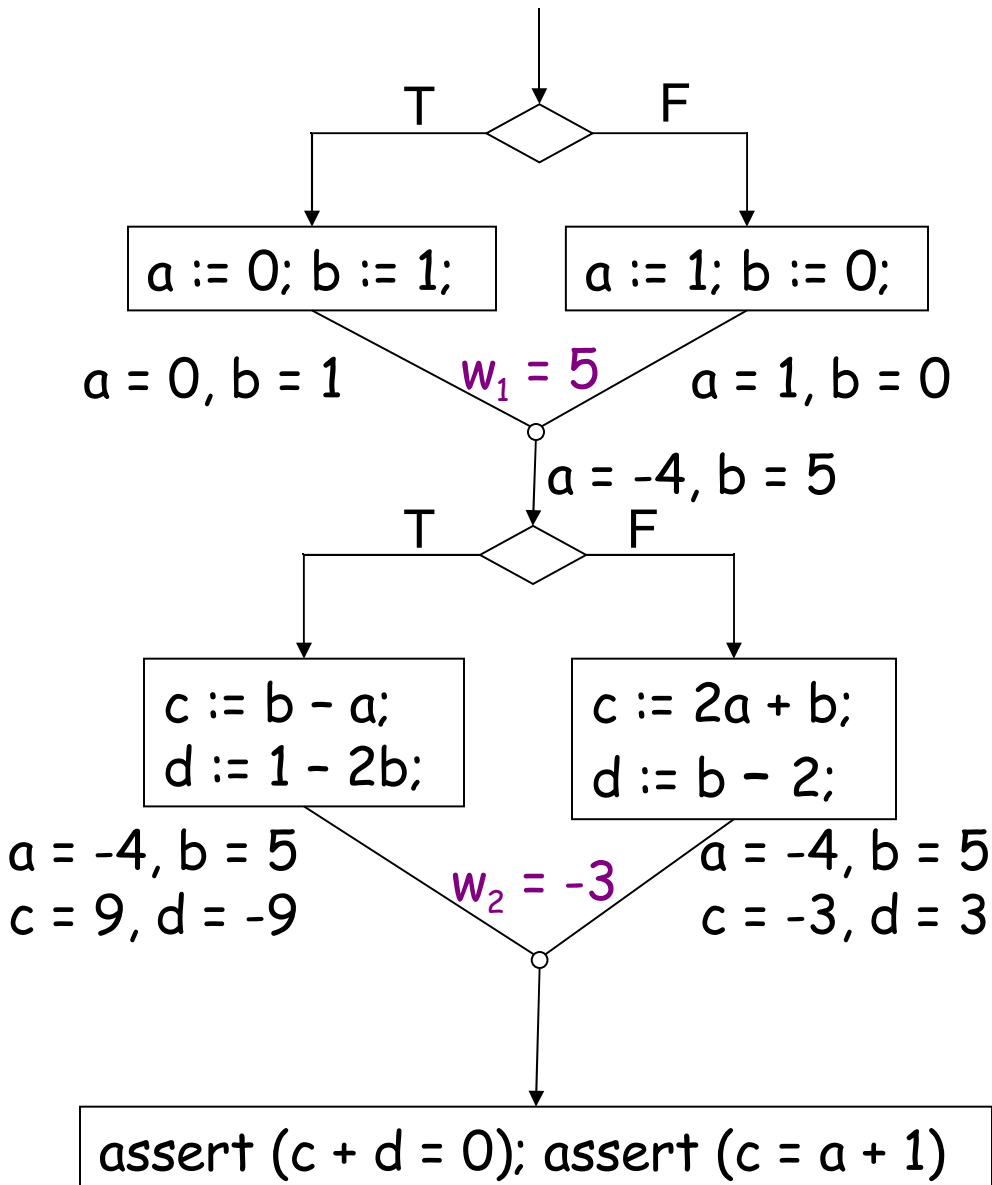 T
F
a := 0; b := 1;
a := 1; b := 0;
w₁ = 5
a = 0, b = 1
a = 1, b = 0
a = -4, b = 5
T
F
c := b – a;
d := 1 – 2b;
c := 2a + b;
d := b – 2;
a = -4, b = 5
c = 9, d = -9
w₂ = -3
a = -4, b = 5
c = -3, d = 3
assert (c + d = 0); assert (c = a + 1)